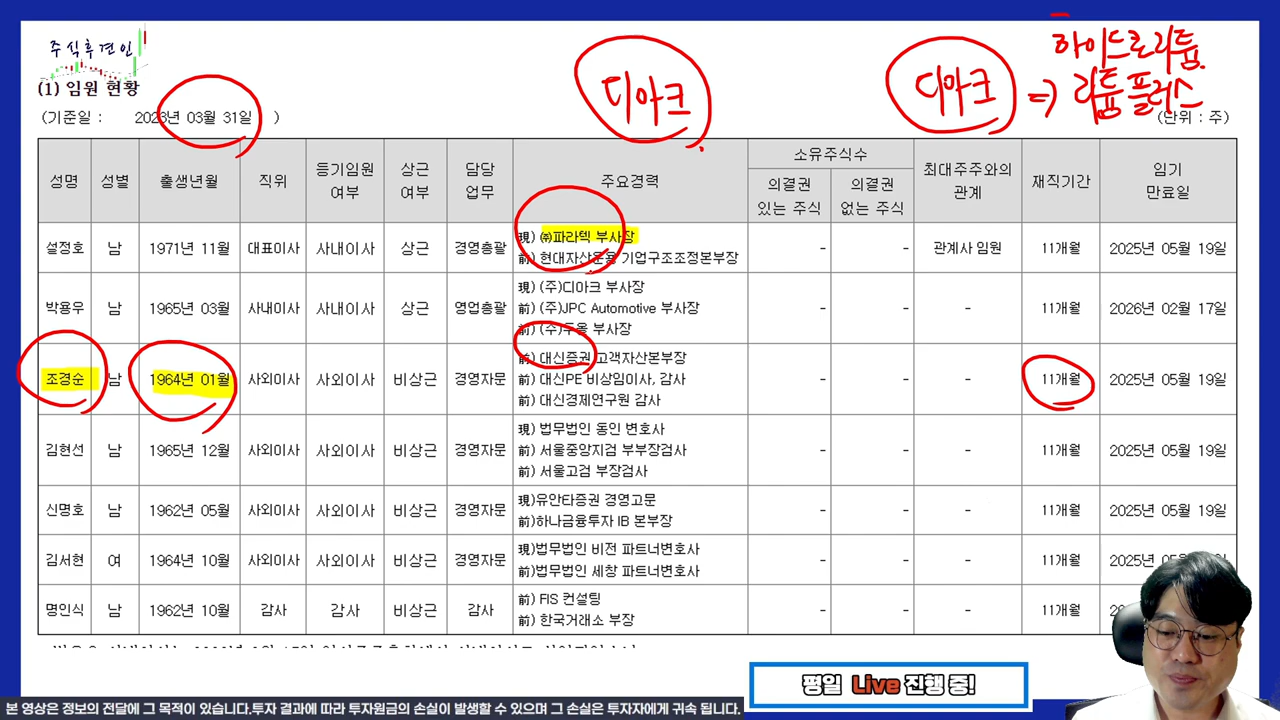 주식후견인
(1) 임원 현황
(기준일 : 2023년 03월 31일 )
디아크
디아크 => 하이드로리튬.
리튬플러스
(단위 : 주)
성명 성별 출생년월 직위 등기임원 여부 상근 여부 담당 업무 주요경력 소유주식수 최대주주와의 관계 재직기간 임기 만료일
의결권 있는 주식 의결권 없는 주식
설정호 남 1971년 11월 대표이사 사내이사 상근 경영총괄 現) ㈜파라텍 부사장 - - 관계사 임원 11개월 2025년 05월 19일
前) 현대자산운용 기업구조조정본부장
박용우 남 1965년 03월 사내이사 사내이사 상근 영업총괄 現) (주)디아크 부사장 - - - 11개월 2026년 02월 17일
前) (주)JPC Automotive 부사장
前) (주)두올 부사장
조경순 남 1964년 01월 사외이사 사외이사 비상근 경영자문 前) 대신증권 고객자산본부장 - - - 11개월 2025년 05월 19일
前) 대신PE 비상임이사, 감사
前) 대신경제연구원 감사
김현선 남 1965년 12월 사외이사 사외이사 비상근 경영자문 現) 법무법인 동인 변호사 - - - 11개월 2025년 05월 19일
前) 서울중앙지검 부부장검사
前) 서울고검 부장검사
신명호 남 1962년 05월 사외이사 사외이사 비상근 경영자문 現)유안타증권 경영고문 - - - 11개월 2025년 05월 19일
前)하나금융투자 IB 본부장
김서현 여 1964년 10월 사외이사 사외이사 비상근 경영자문 現)법무법인 비전 파트너변호사 - - - 11개월 2025년
前)법무법인 세창 파트너변호사
명인식 남 1962년 10월 감사 감사 비상근 감사 前) FIS 컨설팅 - - - 11개월
前) 한국거래소 부장
평일 Live 진행 중!
본 영상은 정보의 전달에 그 목적이 있습니다.투자 결과에 따라 투자원금의 손실이 발생할 수 있으며 그 손실은 투자자에게 귀속 됩니다.